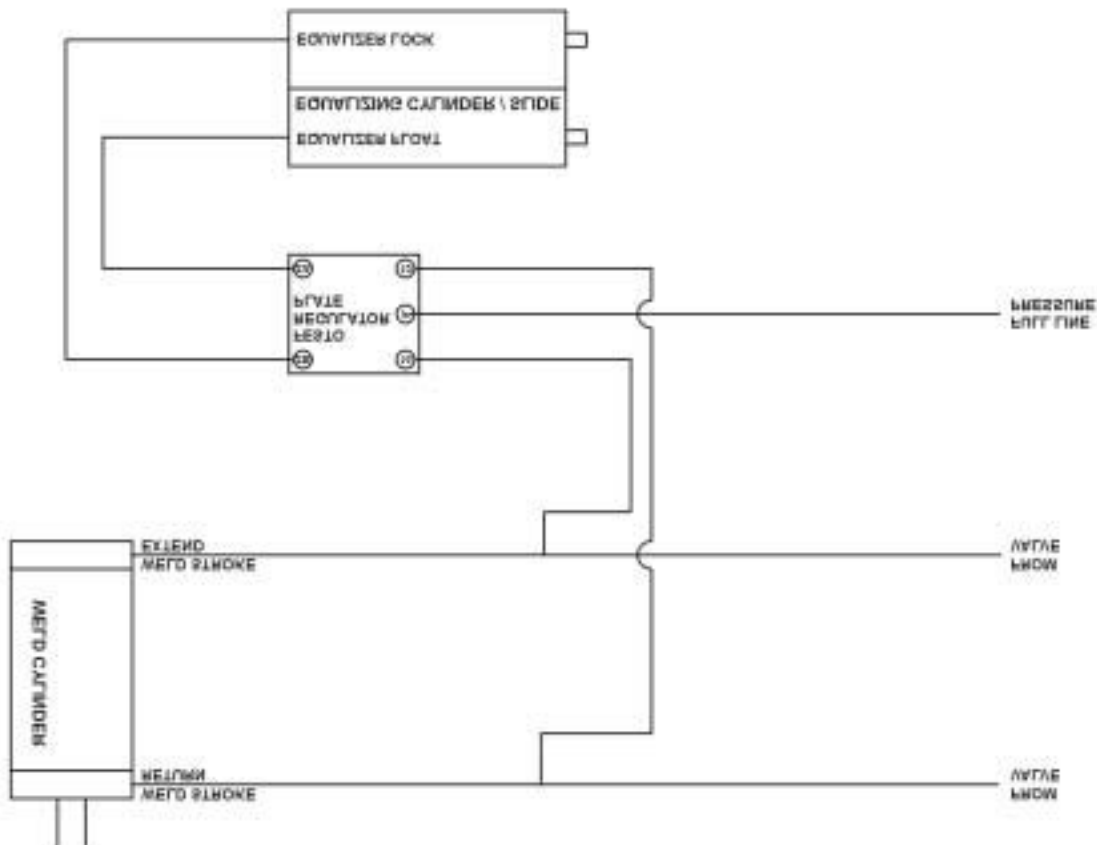 WELD STROKE
RETURN
FROM
VALVE
WELD CYLINDER
WELD STROKE
EXTEND
FROM
VALVE
FESTO
REGULATOR
PLATE
FULL LINE
PRESSURE
EQUALIZER FLOAT
EQUALIZING CYLINDER / SLIDE
EQUALIZER LOCK